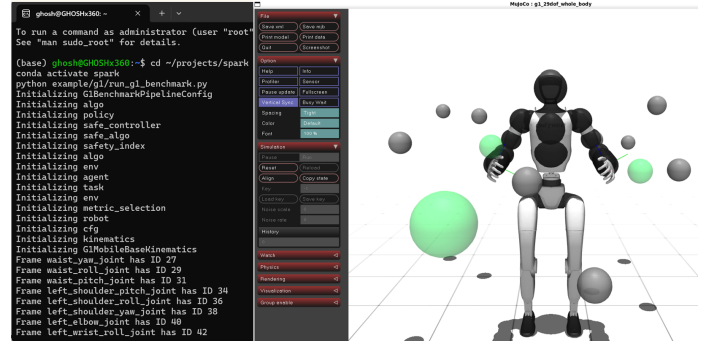 ghosh@GHOSHx360: ~
To run a command as administrator (user "root"
See "man sudo_root" for details.
(base) ghosh@GHOSHx360:~$ cd ~/projects/spark
conda activate spark
python example/g1/run_g1_benchmark.py
Initializing G1BenchmarkPipelineConfig
Initializing algo
Initializing policy
Initializing safe_controller
Initializing safe_algo
Initializing safety_index
Initializing algo
Initializing env
Initializing agent
Initializing task
Initializing env
Initializing metric_selection
Initializing robot
Initializing cfg
Initializing kinematics
Initializing G1MobileBaseKinematics
Frame waist_yaw_joint has ID 27
Frame waist_roll_joint has ID 29
Frame waist_pitch_joint has ID 31
Frame left_shoulder_pitch_joint has ID 34
Frame left_shoulder_roll_joint has ID 36
Frame left_shoulder_yaw_joint has ID 38
Frame left_elbow_joint has ID 40
Frame left_wrist_roll_joint has ID 42
MuJoCo : g1_29dof_whole_body
File
Save xml Save mjb
Print model Print data
Quit Screenshot
Option
Help Info
Profiler Sensor
Pause update Fullscreen
Vertical Sync Busy Wait
Spacing Tight
Color Default
Font 100 %
Simulation
Pause Run
Reset Reload
Align Copy state
Key
Load key Save key
Noise scale
Noise rate
History
Watch
Physics
Rendering
Visualization
Group enable